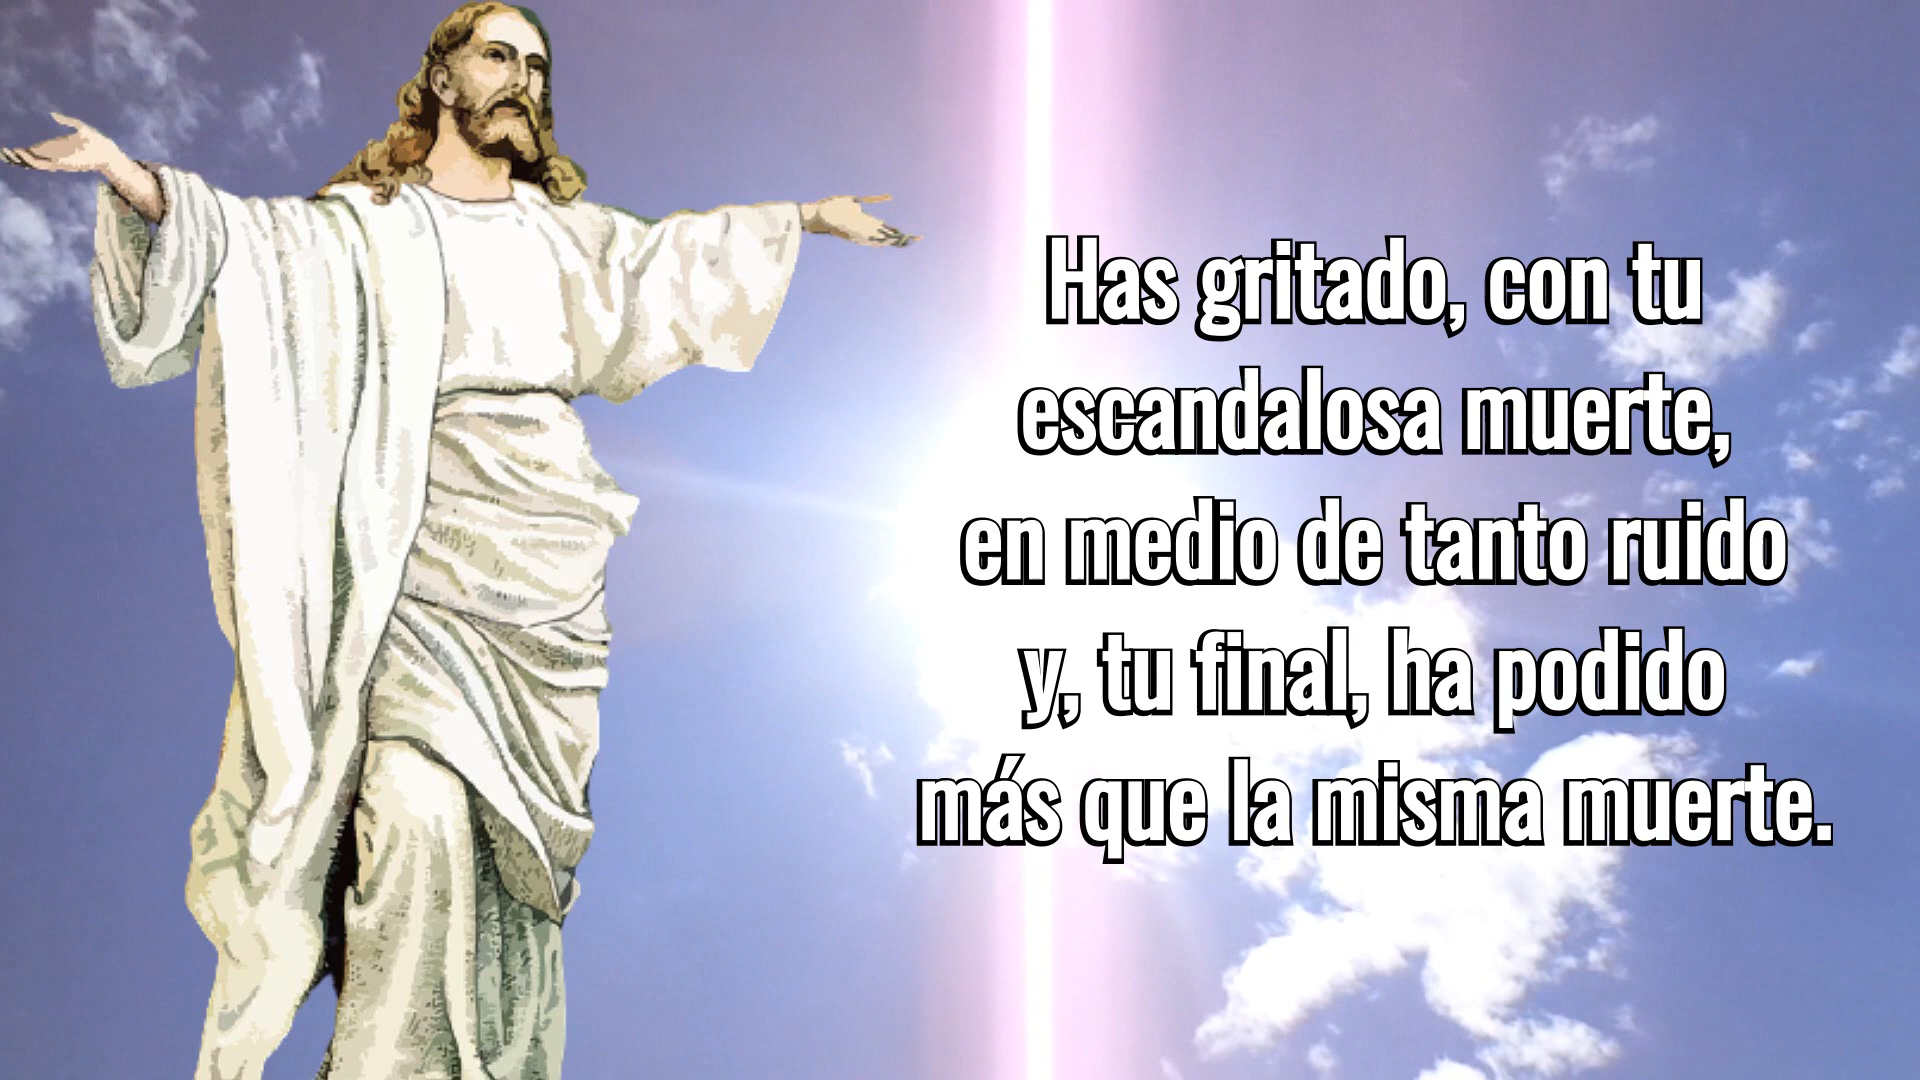 Has gritado, con tu
escandalosa muerte,
en medio de tanto ruido
y, tu final, ha podido
más que la misma muerte.